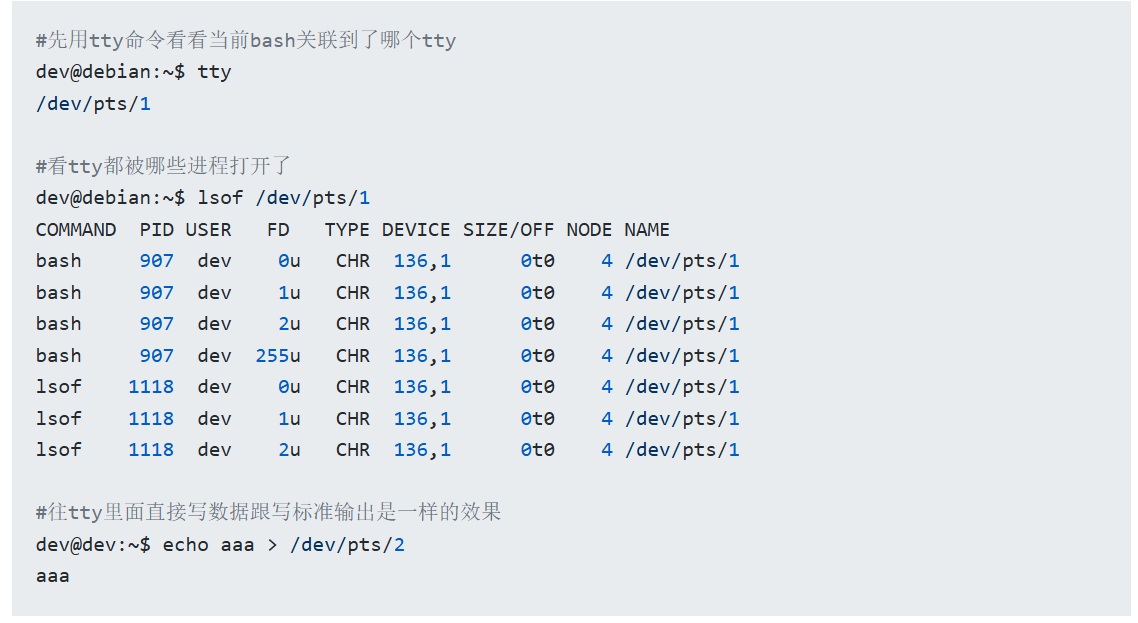 #先用tty命令看看当前bash关联到了哪个tty
dev@debian:~$ tty
/dev/pts/1
#看tty都被哪些进程打开了
dev@debian:~$ lsof /dev/pts/1
COMMAND  PID USER   FD   TYPE DEVICE SIZE/OFF NODE NAME
bash     907  dev    0u   CHR  136,1      0t0    4 /dev/pts/1
bash     907  dev    1u   CHR  136,1      0t0    4 /dev/pts/1
bash     907  dev    2u   CHR  136,1      0t0    4 /dev/pts/1
bash     907  dev  255u   CHR  136,1      0t0    4 /dev/pts/1
lsof    1118  dev    0u   CHR  136,1      0t0    4 /dev/pts/1
lsof    1118  dev    1u   CHR  136,1      0t0    4 /dev/pts/1
lsof    1118  dev    2u   CHR  136,1      0t0    4 /dev/pts/1
#往tty里面直接写数据跟写标准输出是一样的效果
dev@dev:~$ echo aaa > /dev/pts/2
aaa